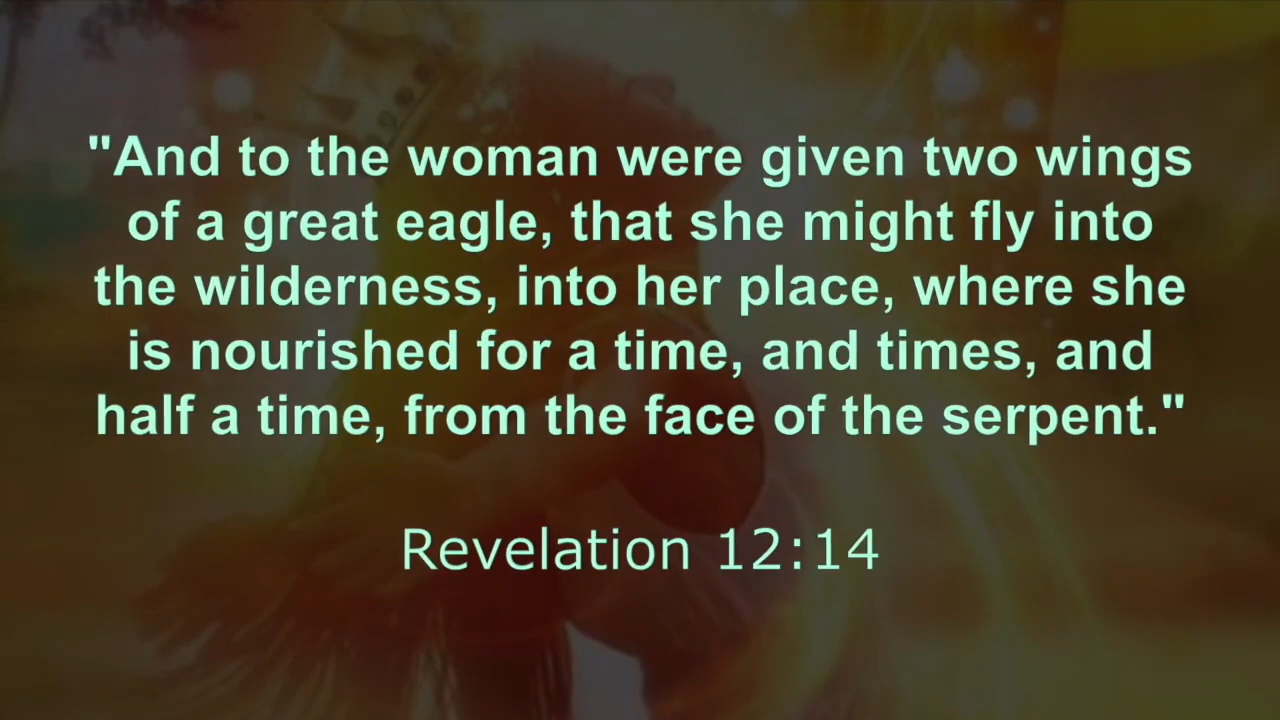 "And to the woman were given two wings
of a great eagle, that she might fly into
the wilderness, into her place, where she
is nourished for a time, and times, and
half a time, from the face of the serpent."
Revelation 12:14